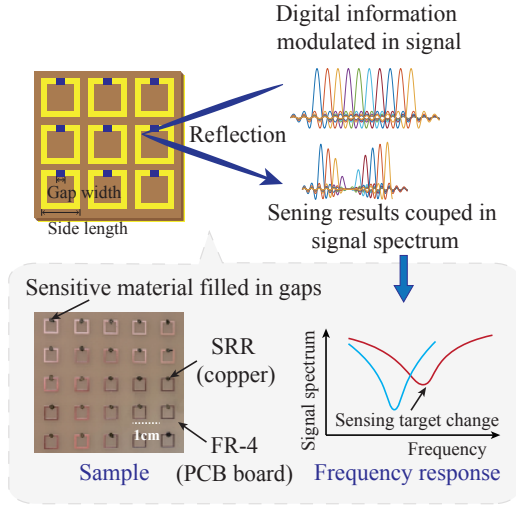 Digital information
modulated in signal
Reflection
Gap width
Side length
Sening results couped in
signal spectrum
Sensitive material filled in gaps
SRR
(copper)
1cm
FR-4
(PCB board)
Sample
Signal spectrum
Sensing target change
Frequency
Frequency response